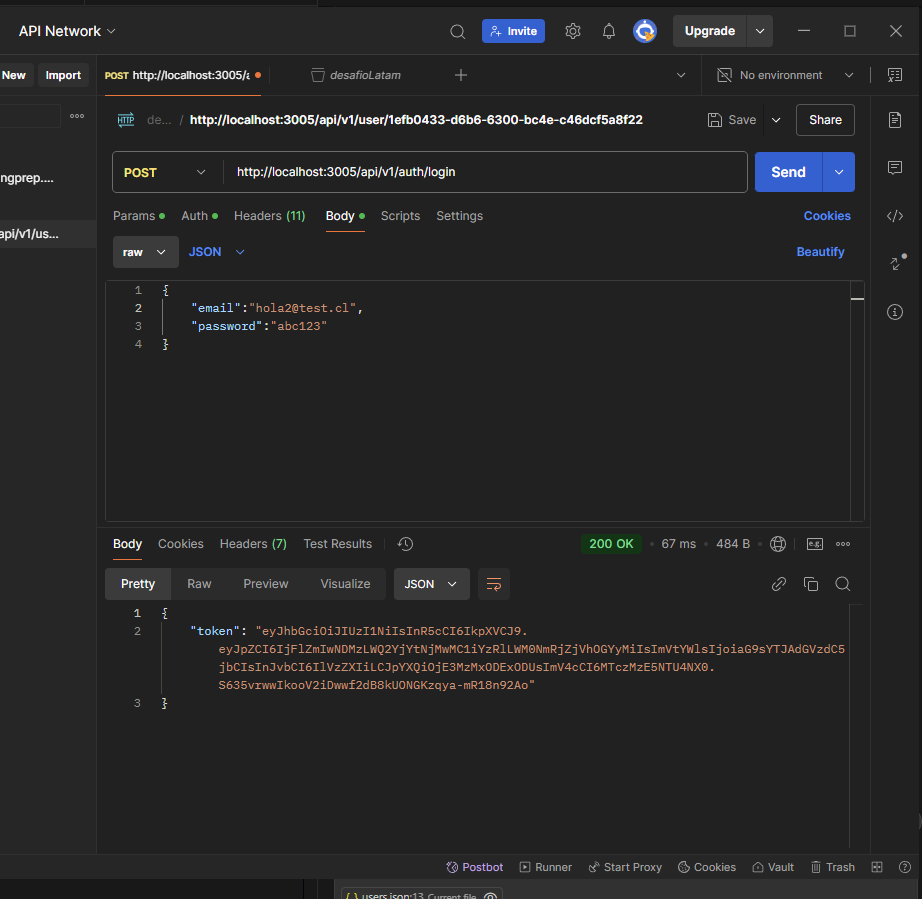 API Network
Invite
Upgrade
New
Import
POST http://localhost:3005/a
desafioLatam
No environment
HTTP
de... / http://localhost:3005/api/v1/user/1efb0433-d6b6-6300-bc4e-c46dcf5a8f22
Save
Share
ngprep....
POST
http://localhost:3005/api/v1/auth/login
Send
Params
Auth
Headers (11)
Body
Scripts
Settings
Cookies
api/v1/us...
raw
JSON
Beautify
1 {
2 "email":"hola2@test.cl",
3 "password":"abc123"
4 }
Body
Cookies
Headers (7)
Test Results
200 OK
67 ms
484 B
e.g.
Pretty
Raw
Preview
Visualize
JSON
1 {
2 "token": "eyJhbGciOiJIUzI1NiIsInR5cCI6IkpXVCJ9.
eyJpZCI6IjFlZmIwNDMzLWQ2YjYtNjMwMC1iYzRlLWM0NmRjZjVhOGYyMiIsImVtYWlsIjoiaG9sYTJAdGVzdC5
jbCIsInJvbCI6IlVzZXIiLCJpYXQiOjE3MzMxODExODUsImV4cCI6MTczMzE5NTU4NX0.
S635vrwwIkooV2iDwwf2dB8kUONGKzqya-mR18n92Ao"
3 }
Postbot
Runner
Start Proxy
Cookies
Vault
Trash
{ } users.json:13 Current file